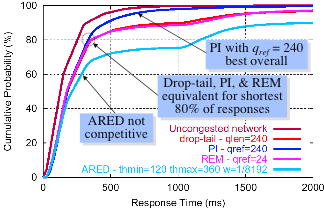 100
80
60
40
20
0
Cumulative Probability (%)
PI with qref = 240
best overall
Drop-tail, PI, & REM
equivalent for shortest
80% of responses
ARED not
competitive
Uncongested network
drop-tail - qlen=240
PI - qref=240
REM - qref=24
ARED - thmin=120 thmax=360 w=1/8192
0 500 1000 1500 2000
Response Time (ms)